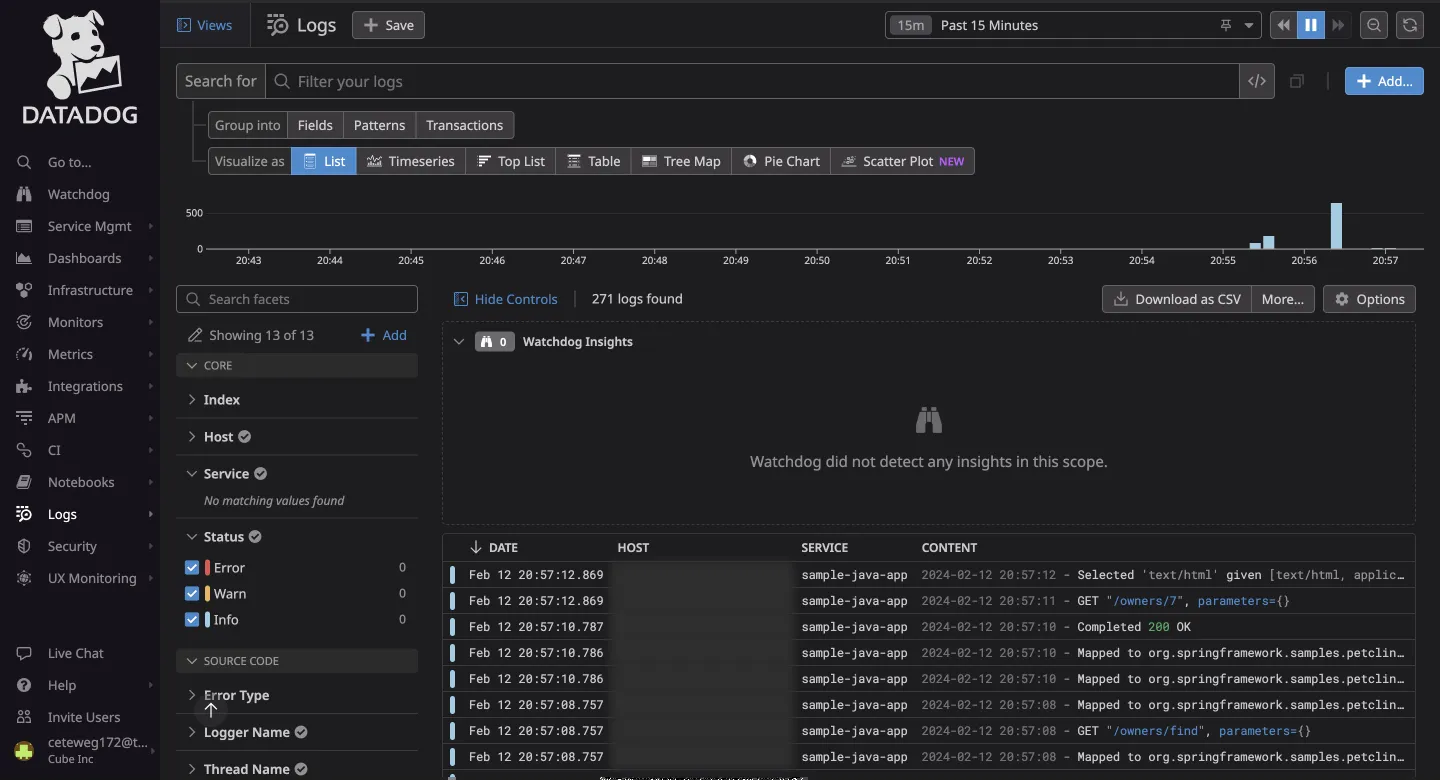 DATADOG
Go to...
Watchdog
Service Mgmt
Dashboards
Infrastructure
Monitors
Metrics
Integrations
APM
CI
Notebooks
Logs
Security
UX Monitoring
Live Chat
Help
Invite Users
ceteweg172@t...
Cube Inc
Views
Logs
Save
15m Past 15 Minutes
Search for Filter your logs </> Add...
Group into Fields Patterns Transactions
Visualize as List Timeseries Top List Table Tree Map Pie Chart Scatter Plot NEW
500
0
20:43 20:44 20:45 20:46 20:47 20:48 20:49 20:50 20:51 20:52 20:53 20:54 20:55 20:56 20:57
Search facets
Showing 13 of 13 Add
CORE
Index
Host
Service
No matching values found
Status
Error 0
Warn 0
Info 0
SOURCE CODE
Error Type
Logger Name
Thread Name
Hide Controls 271 logs found Download as CSV More... Options
0 Watchdog Insights
Watchdog did not detect any insights in this scope.
DATE HOST SERVICE CONTENT
Feb 12 20:57:12.869 sample-java-app 2024-02-12 20:57:12 - Selected 'text/html' given [text/html, applic…
Feb 12 20:57:12.869 sample-java-app 2024-02-12 20:57:11 - GET "/owners/7", parameters={}
Feb 12 20:57:10.787 sample-java-app 2024-02-12 20:57:10 - Completed 200 OK
Feb 12 20:57:10.786 sample-java-app 2024-02-12 20:57:10 - Mapped to org.springframework.samples.petclin…
Feb 12 20:57:10.786 sample-java-app 2024-02-12 20:57:10 - Mapped to org.springframework.samples.petclin…
Feb 12 20:57:08.757 sample-java-app 2024-02-12 20:57:08 - Mapped to org.springframework.samples.petclin…
Feb 12 20:57:08.757 sample-java-app 2024-02-12 20:57:08 - GET "/owners/find", parameters={}
Feb 12 20:57:08.757 sample-java-app 2024-02-12 20:57:08 - Mapped to org.springframework.samples.petclin…